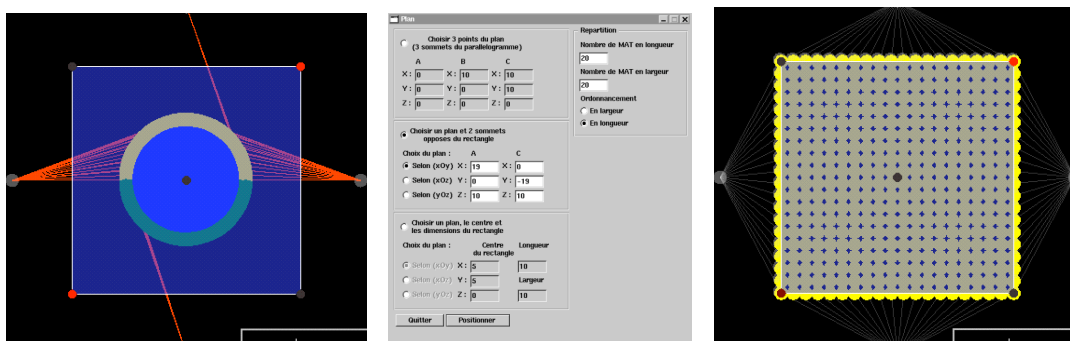 Plan
Choisir 3 points du plan
(3 sommets du parallelogramme)
A B C
X : 0 X : 10 X : 10
Y : 0 Y : 0 Y : 10
Z : 0 Z : 0 Z : 0
Choisir un plan et 2 sommets
opposes du rectangle
Choix du plan : A C
Selon (xOy) X : 19 X : 0
Selon (xOz) Y : 0 Y : -19
Selon (yOz) Z : 10 Z : 10
Choisir un plan, le centre et
les dimensions du rectangle
Choix du plan : Centre du rectangle Longueur
Selon (xOy) X : 5 10
Selon (xOz) Y : 5 Largeur
Selon (yOz) Z : 0 10
Quitter Positionner
Repartition
Nombre de MAT en longueur
20
Nombre de MAT en largeur
20
Ordonnancement
En largeur
En longueur